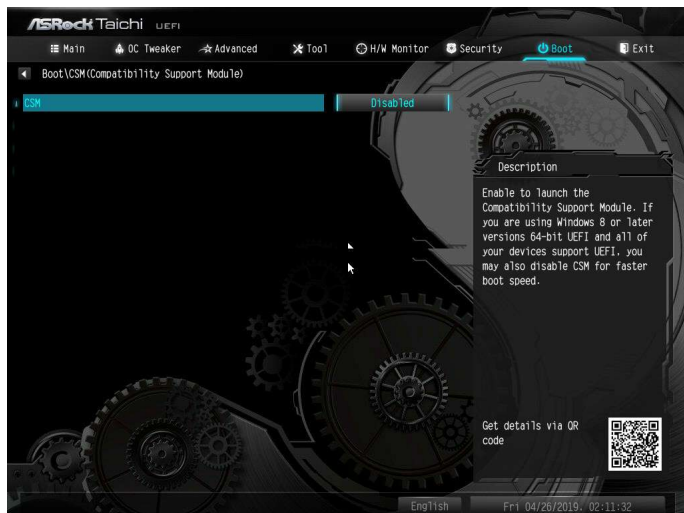 ASRock Taichi UEFI
Main OC Tweaker Advanced Tool H/W Monitor Security Boot Exit
Boot\CSM(Compatibility Support Module)
CSM Disabled
Description
Enable to launch the
Compatibility Support Module. If
you are using Windows 8 or later
versions 64-bit UEFI and all of
your devices support UEFI, you
may also disable CSM for faster
boot speed.
Get details via QR
code
English Fri 04/26/2019, 02:11:32